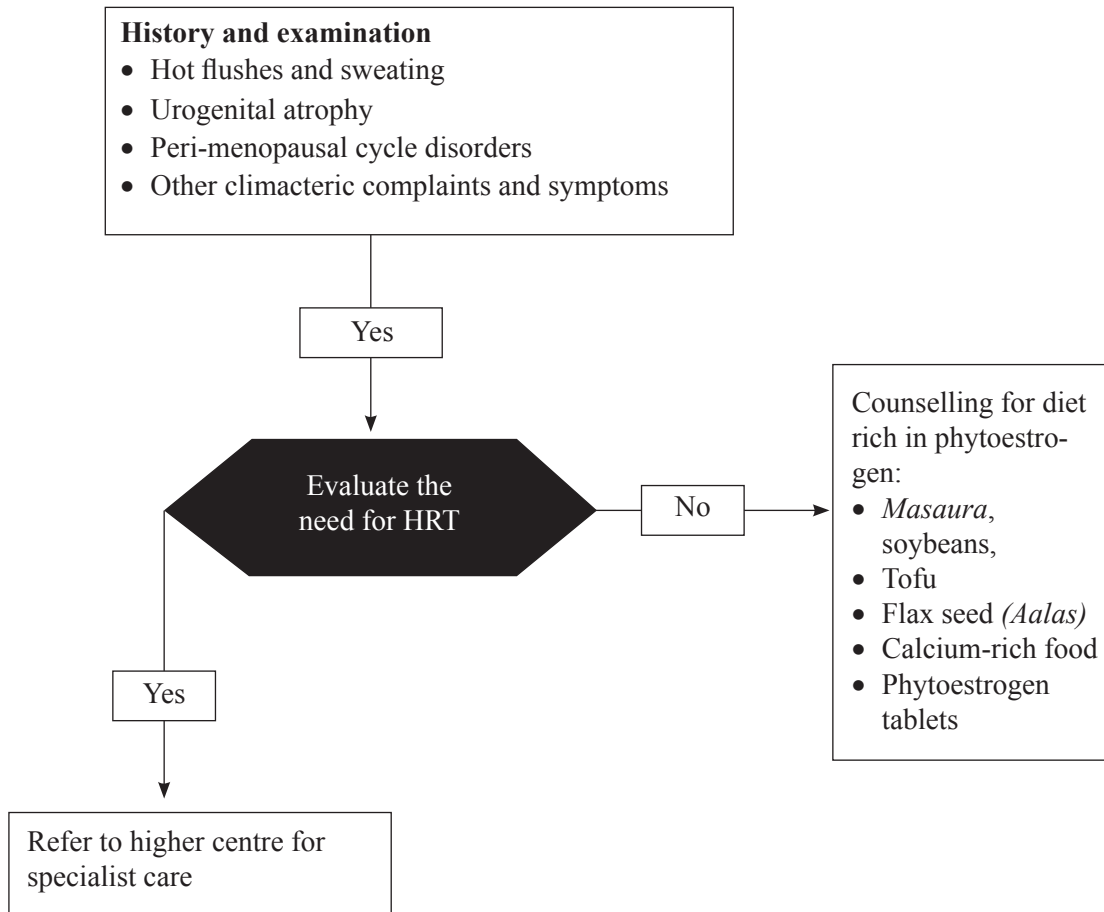 History and examination
• Hot flushes and sweating
• Urogenital atrophy
• Peri-menopausal cycle disorders
• Other climacteric complaints and symptoms
Yes
Evaluate the
need for HRT
No
Counselling for diet
rich in phytoestro-
gen:
• Masaura,
soybeans,
• Tofu
• Flax seed (Aalas)
• Calcium-rich food
• Phytoestrogen
tablets
Yes
Refer to higher centre for
specialist care